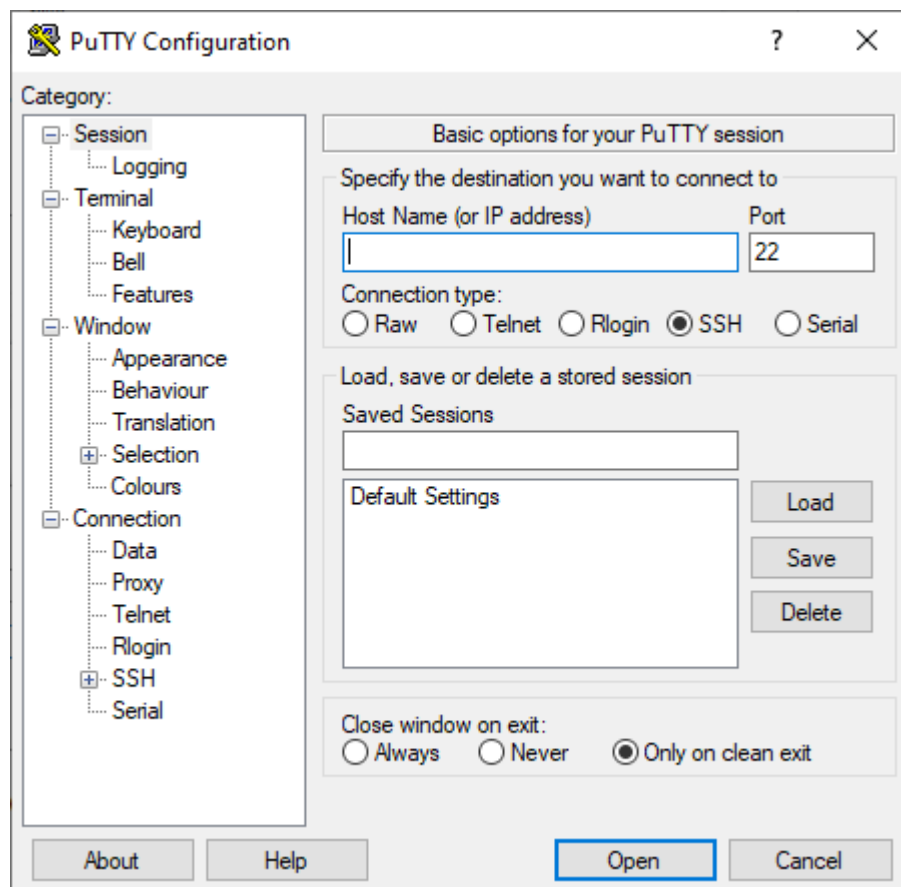 PuTTY Configuration
?
Category:
Session
Logging
Terminal
Keyboard
Bell
Features
Window
Appearance
Behaviour
Translation
Selection
Colours
Connection
Data
Proxy
Telnet
Rlogin
SSH
Serial
Basic options for your PuTTY session
Specify the destination you want to connect to
Host Name (or IP address) Port
22
Connection type:
Raw Telnet Rlogin SSH Serial
Load, save or delete a stored session
Saved Sessions
Default Settings
Load
Save
Delete
Close window on exit:
Always Never Only on clean exit
About Help Open Cancel